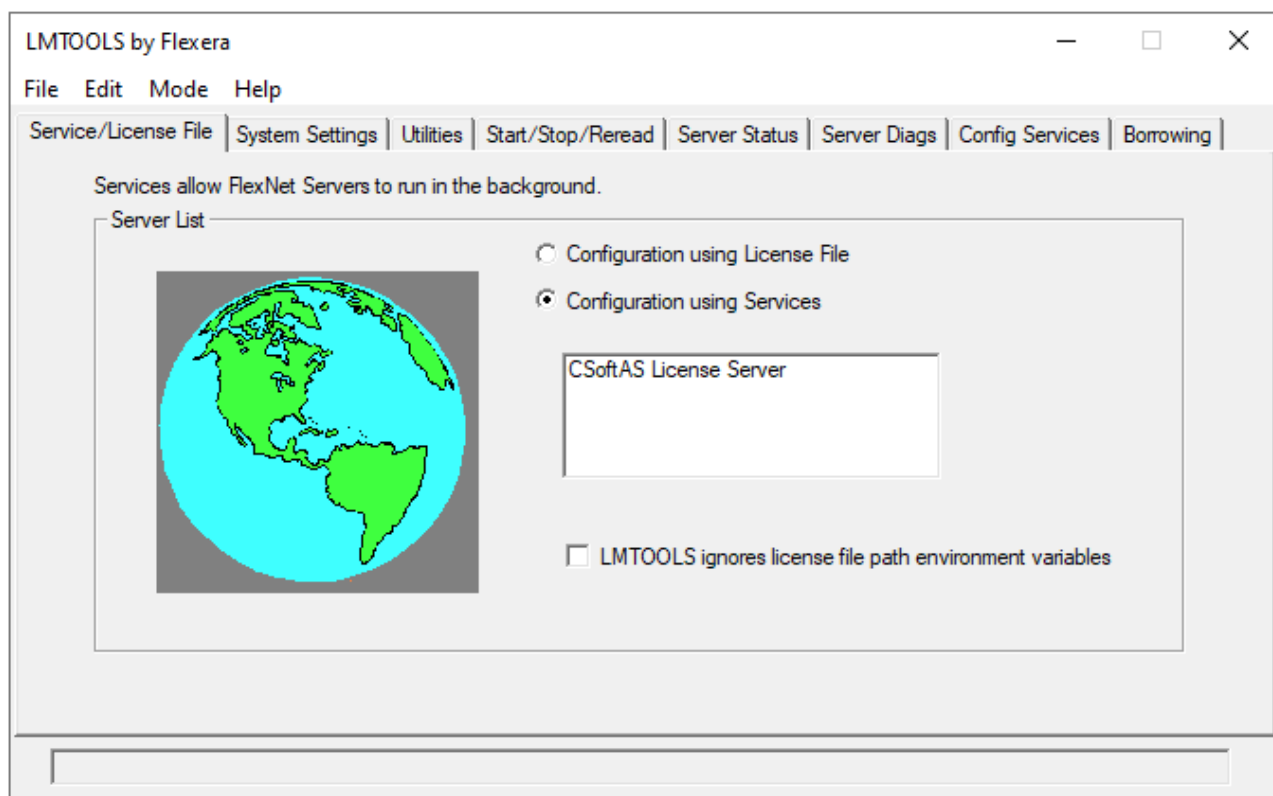 LMTOOLS by Flexera
File Edit Mode Help
Service/License File System Settings Utilities Start/Stop/Reread Server Status Server Diags Config Services Borrowing
Services allow FlexNet Servers to run in the background.
Server List
Configuration using License File
Configuration using Services
CSoftAS License Server
LMTOOLS ignores license file path environment variables